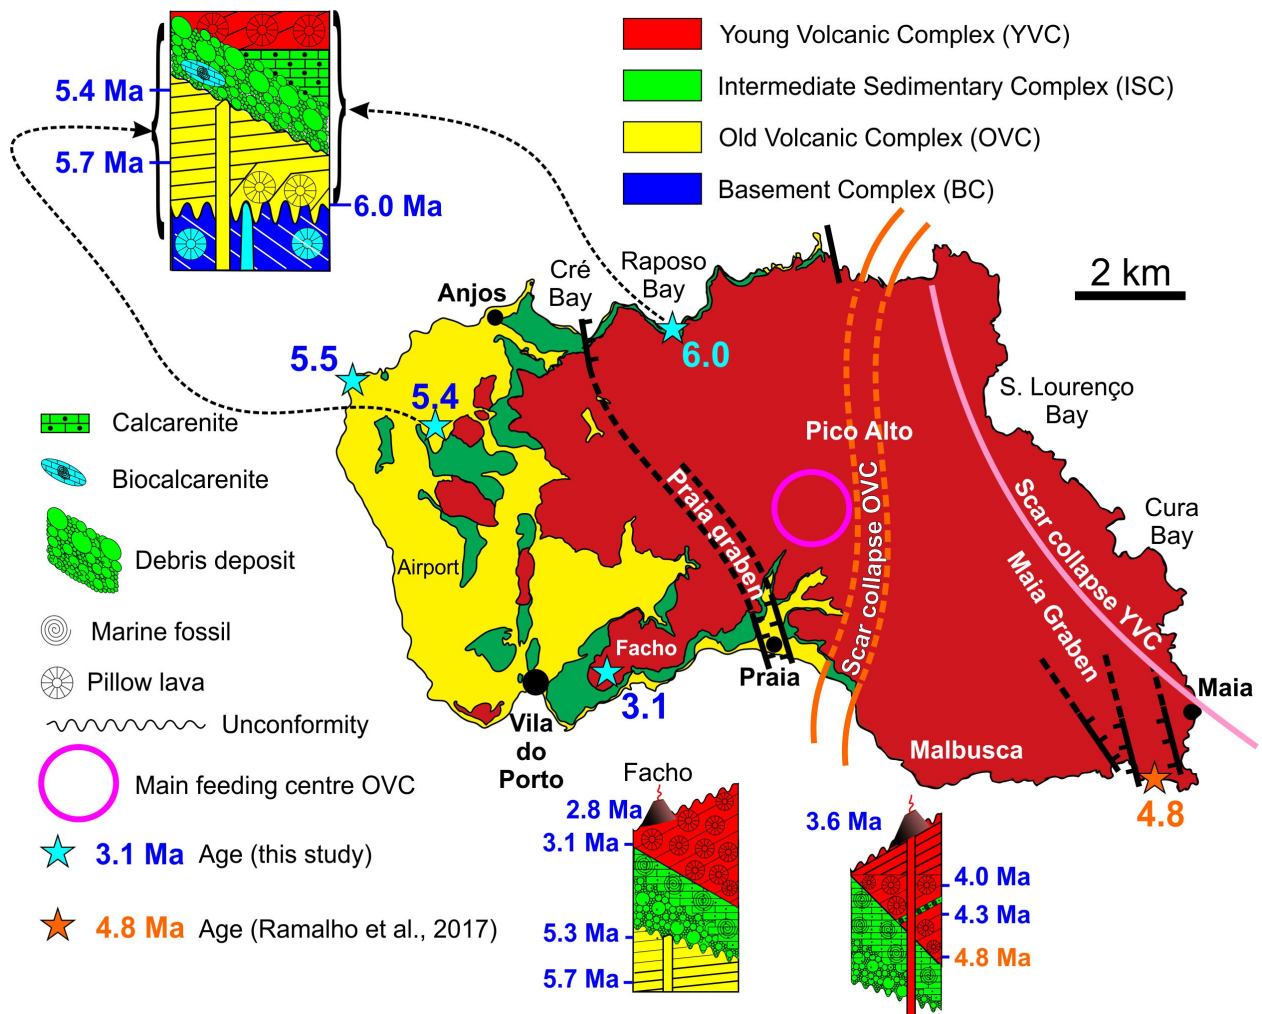 Young Volcanic Complex (YVC)
Intermediate Sedimentary Complex (ISC)
Old Volcanic Complex (OVC)
Basement Complex (BC)
5.4 Ma
5.7 Ma
6.0 Ma
2 km
Cré
Bay
Raposo
Bay
Anjos
5.5
5.4
6.0
S. Lourenço
Bay
Pico Alto
Cura
Bay
Praia graben
Scar collapse OVC
Scar collapse YVC
Maia Graben
Airport
Facho
3.1
Praia
Maia
Vila
do
Porto
Malbusca
4.8
Calcarenite
Biocalcarenite
Debris deposit
Marine fossil
Pillow lava
Unconformity
Main feeding centre OVC
3.1 Ma Age (this study)
4.8 Ma Age (Ramalho et al., 2017)
Facho
2.8 Ma
3.1 Ma
5.3 Ma
5.7 Ma
3.6 Ma
4.0 Ma
4.3 Ma
4.8 Ma